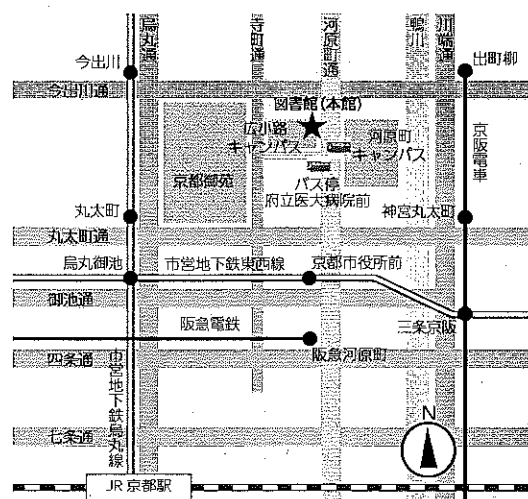 烏丸通
寺町通
河原町通
鴨川
川端通
今出川
出町柳
今出川通
図書館(本館)
広小路
キャンパス
河原町
キャンパス
京阪電車
京都御苑
バス停
府立医大病院前
丸太町
神宮丸太町
丸太町通
烏丸御池
市営地下鉄東西線
京都市役所前
御池通
三条京阪
阪急電鉄
阪急河原町
四条通
市営地下鉄烏丸線
七条通
N
JR 京都駅